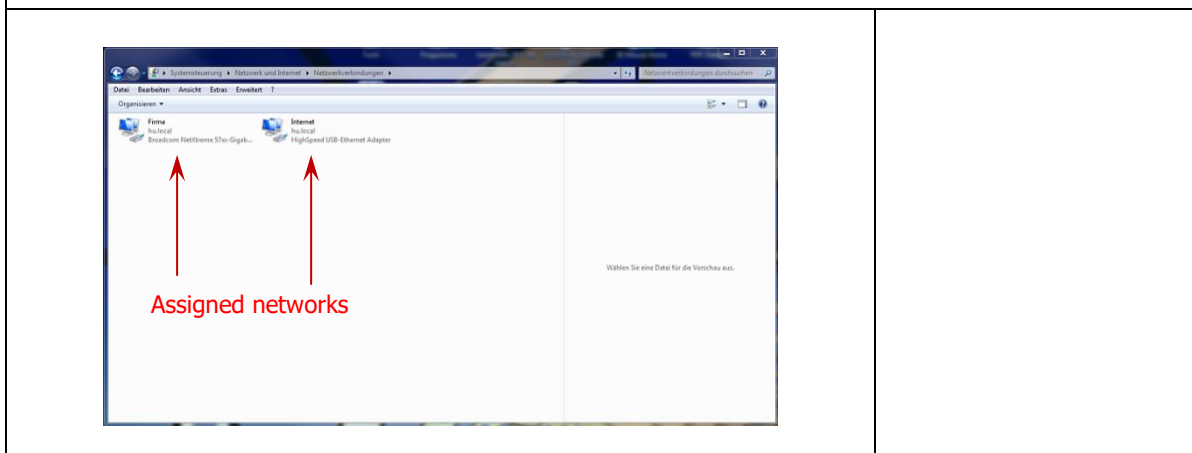 Systemsteuerung Netzwerk und Internet Netzwerkverbindungen
Netzwerkverbindungen durchsuchen
Datei Bearbeiten Ansicht Extras Erweitert ?
Organisieren
Firma
hu.local
Broadcom NetXtreme 57xx-Gigab...
Internet
hu.local
HighSpeed USB-Ethernet Adapter
Wählen Sie eine Datei für die Vorschau aus.
Assigned networks